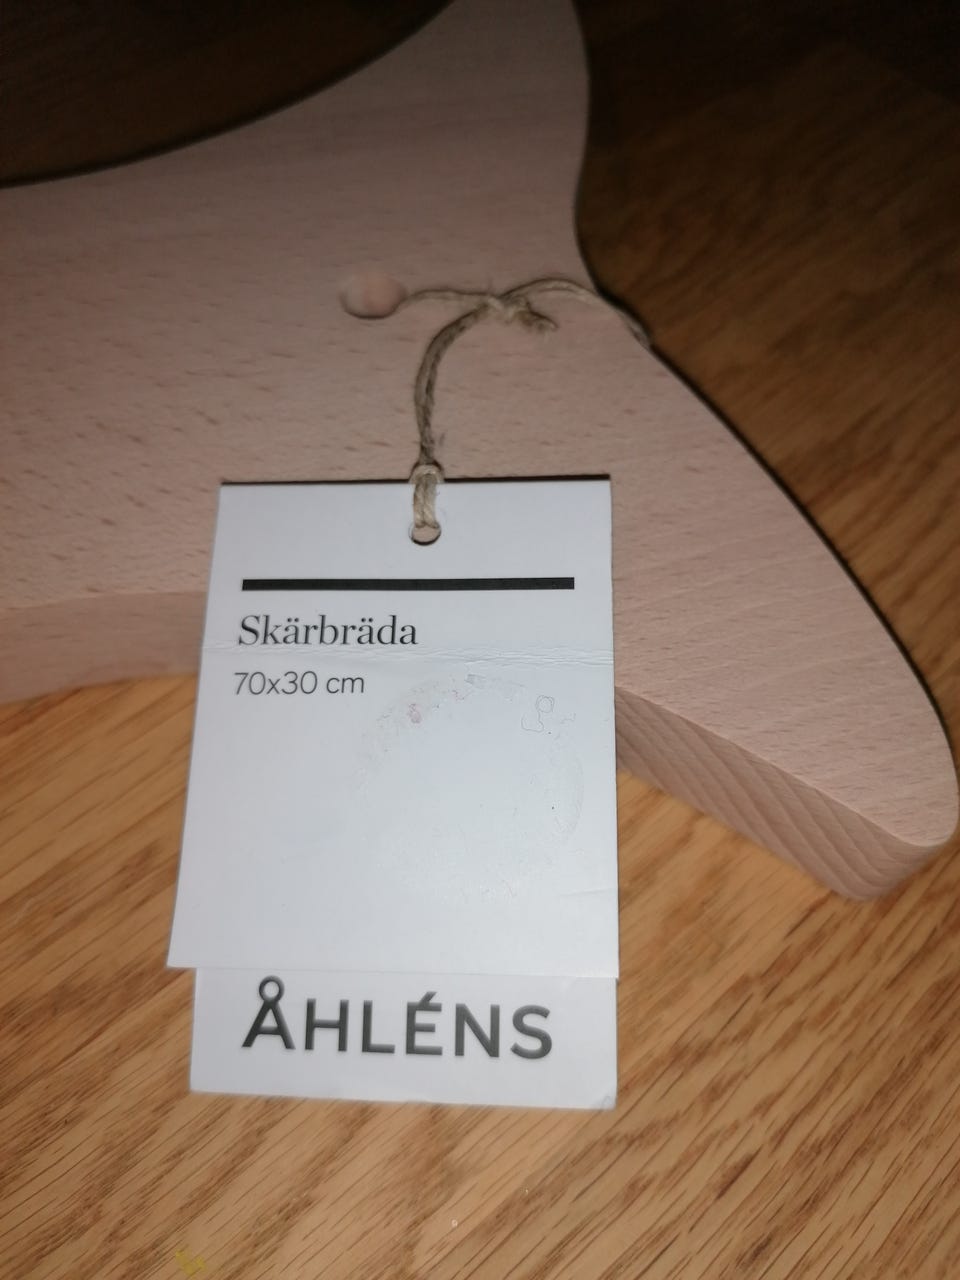 Skärbräda
70x30 cm
ÅHLÉNS